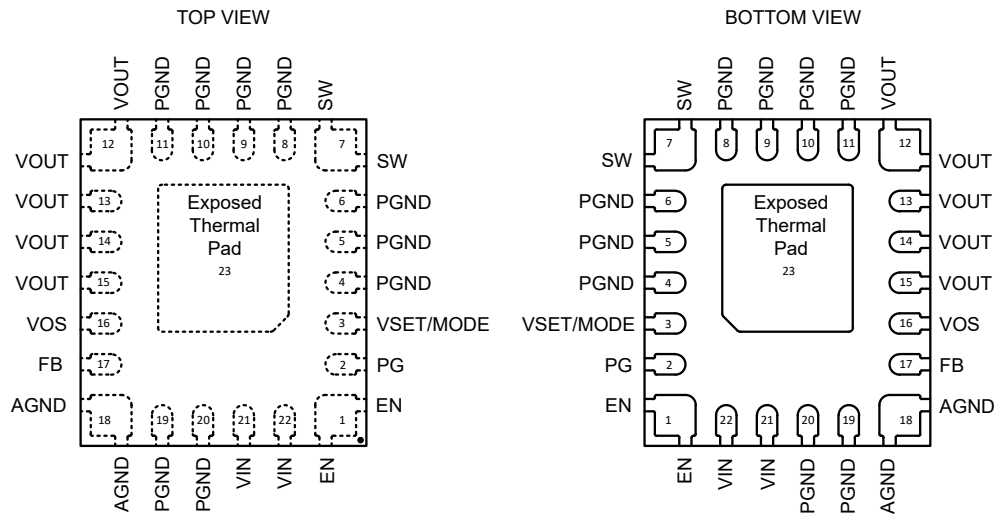 TOP VIEW
VOUT
PGND
PGND
PGND
PGND
SW
12
11
10
9
8
7
VOUT
SW
VOUT
13
6
PGND
VOUT
14
5
PGND
VOUT
15
4
PGND
VOS
16
3
VSET/MODE
FB
17
2
PG
AGND
EN
Exposed
Thermal
Pad
23
18
19
20
21
22
1
AGND
PGND
PGND
VIN
VIN
EN
BOTTOM VIEW
SW
PGND
PGND
PGND
PGND
VOUT
7
8
9
10
11
12
SW
VOUT
PGND
6
13
VOUT
PGND
5
14
VOUT
PGND
4
15
VOUT
VSET/MODE
3
16
VOS
PG
2
17
FB
EN
AGND
Exposed
Thermal
Pad
23
1
22
21
20
19
18
EN
VIN
VIN
PGND
PGND
AGND